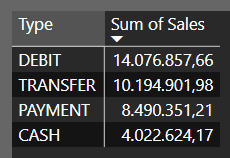 Type Sum of Sales
DEBIT 14.076.857,66
TRANSFER 10.194.901,98
PAYMENT 8.490.351,21
CASH 4.022.624,17